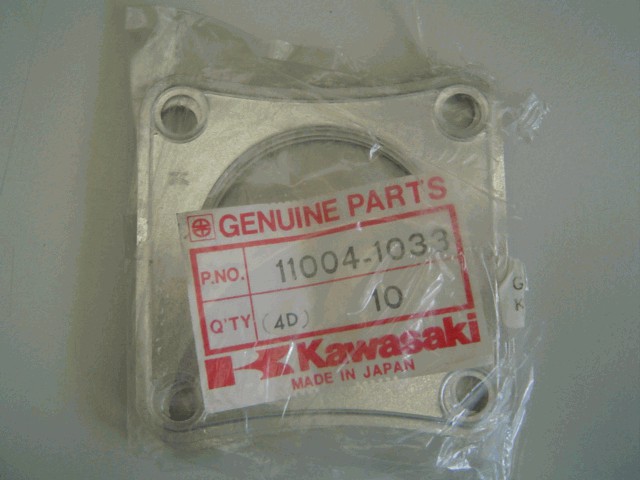 GENUINE PARTS
P.NO. 11004-1033
Q'TY (4D) 10
Kawasaki
MADE IN JAPAN
G
K